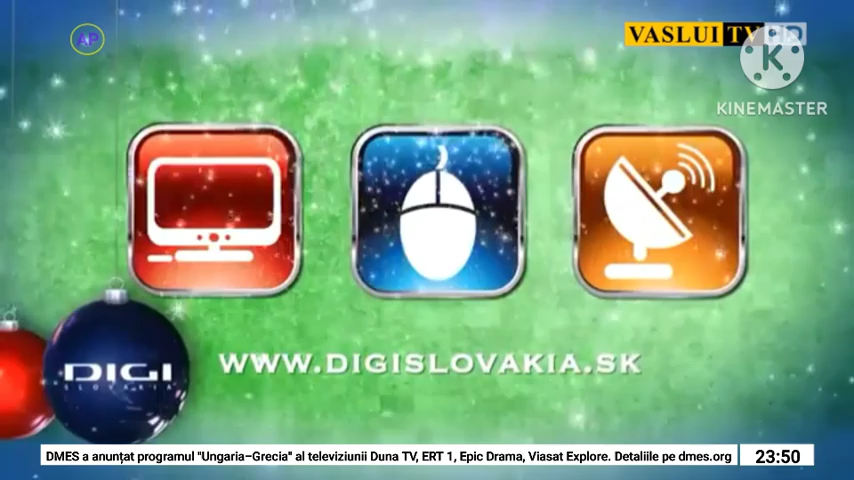 AP
VASLUI TV HD
KINEMASTER
WWW.DIGISLOVAKIA.SK
DIGI
SLOVAKIA
DMES a anunțat programul "Ungaria–Grecia" al televiziunii Duna TV, ERT 1, Epic Drama, Viasat Explore. Detaliile pe dmes.org
23:50